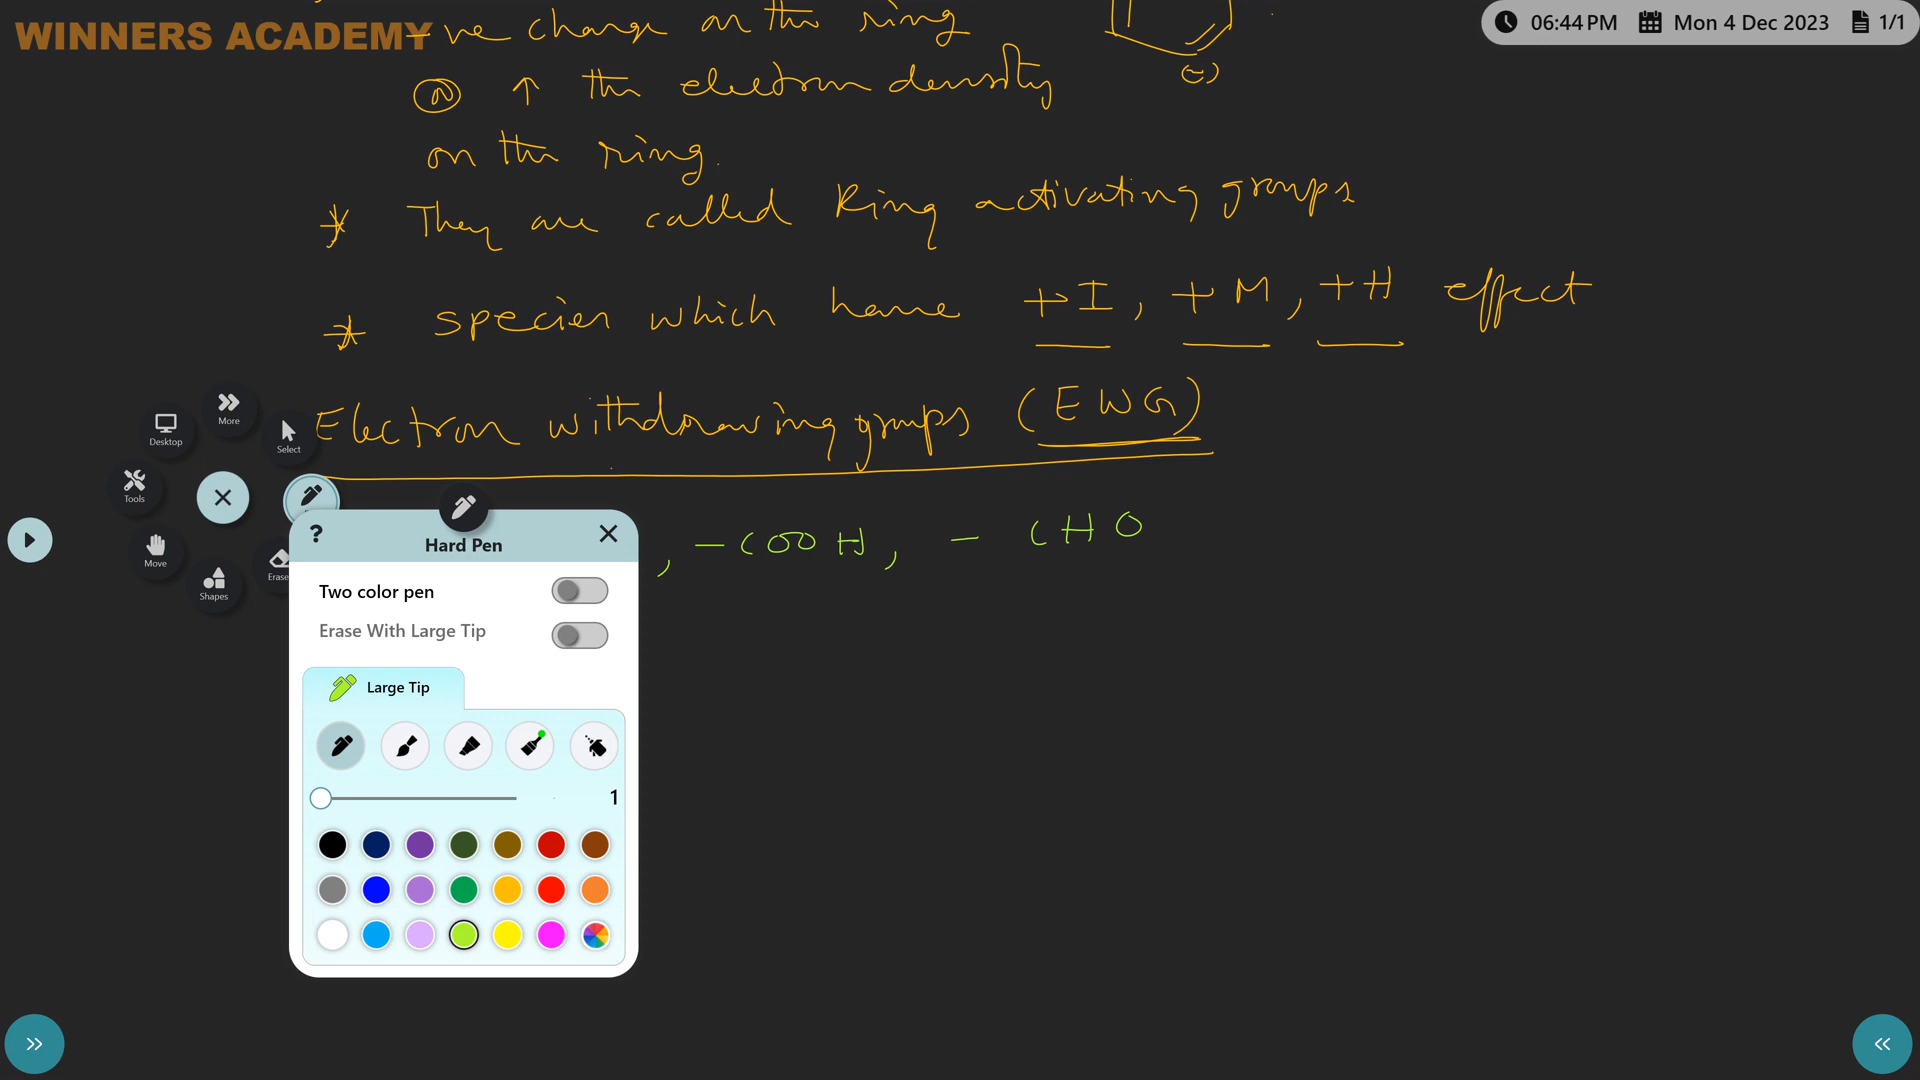 WINNERS ACADEMY
06:44 PM Mon 4 Dec 2023 1/1
-ve charge on the ring
(-)
↑ the electron density
on the ring.
* They are called Ring activating groups
* species which have +I, +M, +H effect
Electron withdrawing groups (EWG)
, -COOH, - CHO
More
Desktop
Select
Tools
Move
Erase
Shapes
?
Hard Pen
Two color pen
Erase With Large Tip
Large Tip
1